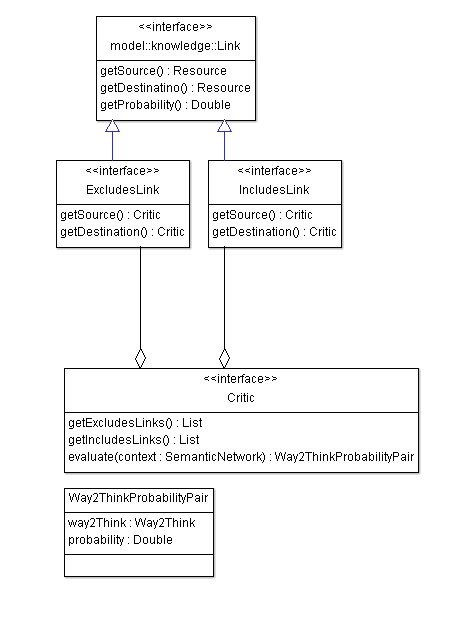 <<interface>>
model::knowledge::Link
getSource() : Resource
getDestinatino() : Resource
getProbability() : Double
<<interface>>
ExcludesLink
getSource() : Critic
getDestination() : Critic
<<interface>>
IncludesLink
getSource() : Critic
getDestination() : Critic
<<interface>>
Critic
getExcludesLinks() : List
getIncludesLinks() : List
evaluate(context : SemanticNetwork) : Way2ThinkProbabilityPair
Way2ThinkProbabilityPair
way2Think : Way2Think
probability : Double